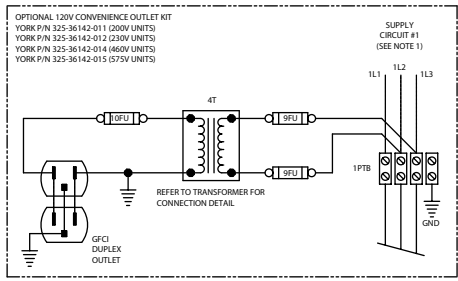 OPTIONAL 120V CONVENIENCE OUTLET KIT
YORK P/N 325-36142-011 (200V UNITS)
YORK P/N 325-36142-012 (230V UNITS)
YORK P/N 325-36142-014 (460V UNITS)
YORK P/N 325-36142-015 (575V UNITS)
SUPPLY
CIRCUIT #1
(SEE NOTE 1)
1L1
1L2
1L3
4T
10FU
9FU
9FU
1PTB
REFER TO TRANSFORMER FOR
CONNECTION DETAIL
GND
GFCI
DUPLEX
OUTLET